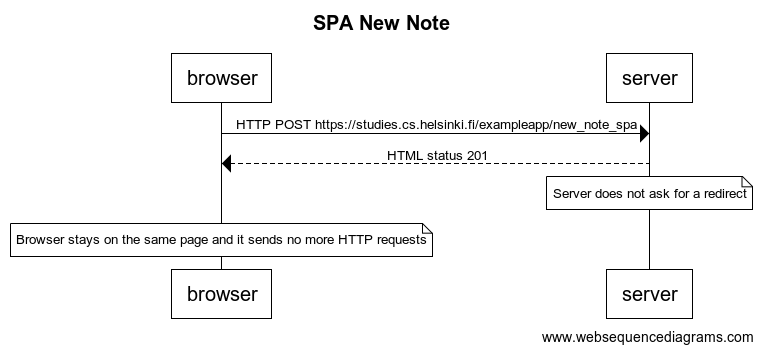 SPA New Note
browser
server
HTTP POST https://studies.cs.helsinki.fi/exampleapp/new_note_spa
HTML status 201
Server does not ask for a redirect
Browser stays on the same page and it sends no more HTTP requests
browser
server
www.websequencediagrams.com